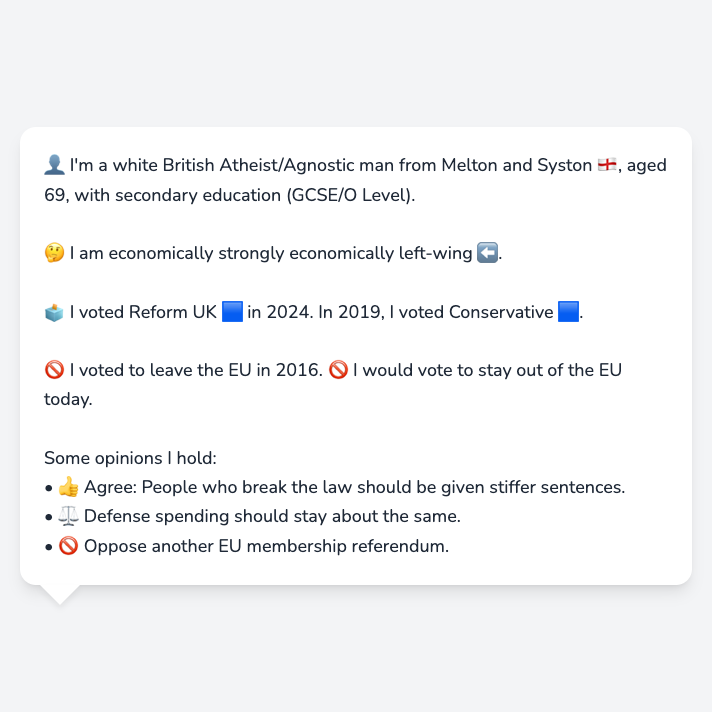 👤 I'm a white British Atheist/Agnostic man from Melton and Syston 🏴󠁧󠁢󠁥󠁮󠁧󠁿, aged
69, with secondary education (GCSE/O Level).
🤔 I am economically strongly economically left-wing ⬅️.
🗳️ I voted Reform UK 🟦 in 2024. In 2019, I voted Conservative 🟦.
🚫 I voted to leave the EU in 2016. 🚫 I would vote to stay out of the EU
today.
Some opinions I hold:
• 👍 Agree: People who break the law should be given stiffer sentences.
• ⚖️ Defense spending should stay about the same.
• 🚫 Oppose another EU membership referendum.